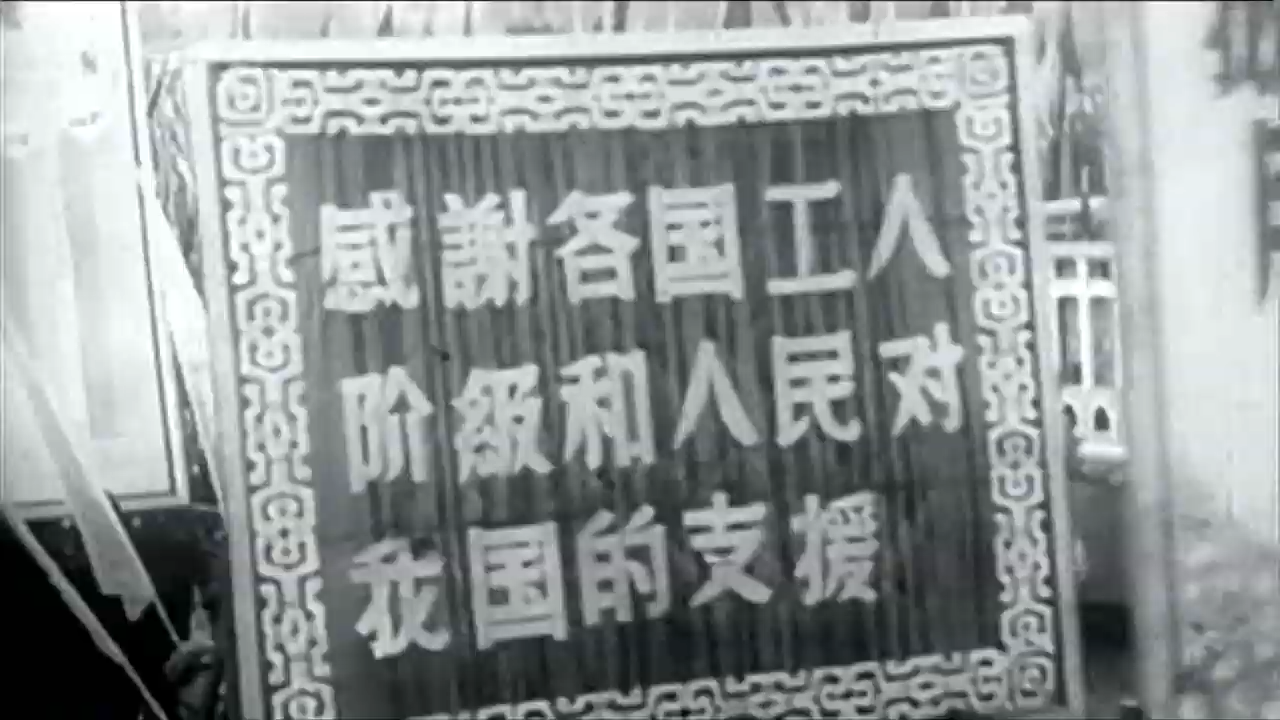 感謝各国工人
阶級和人民对
我国的支援